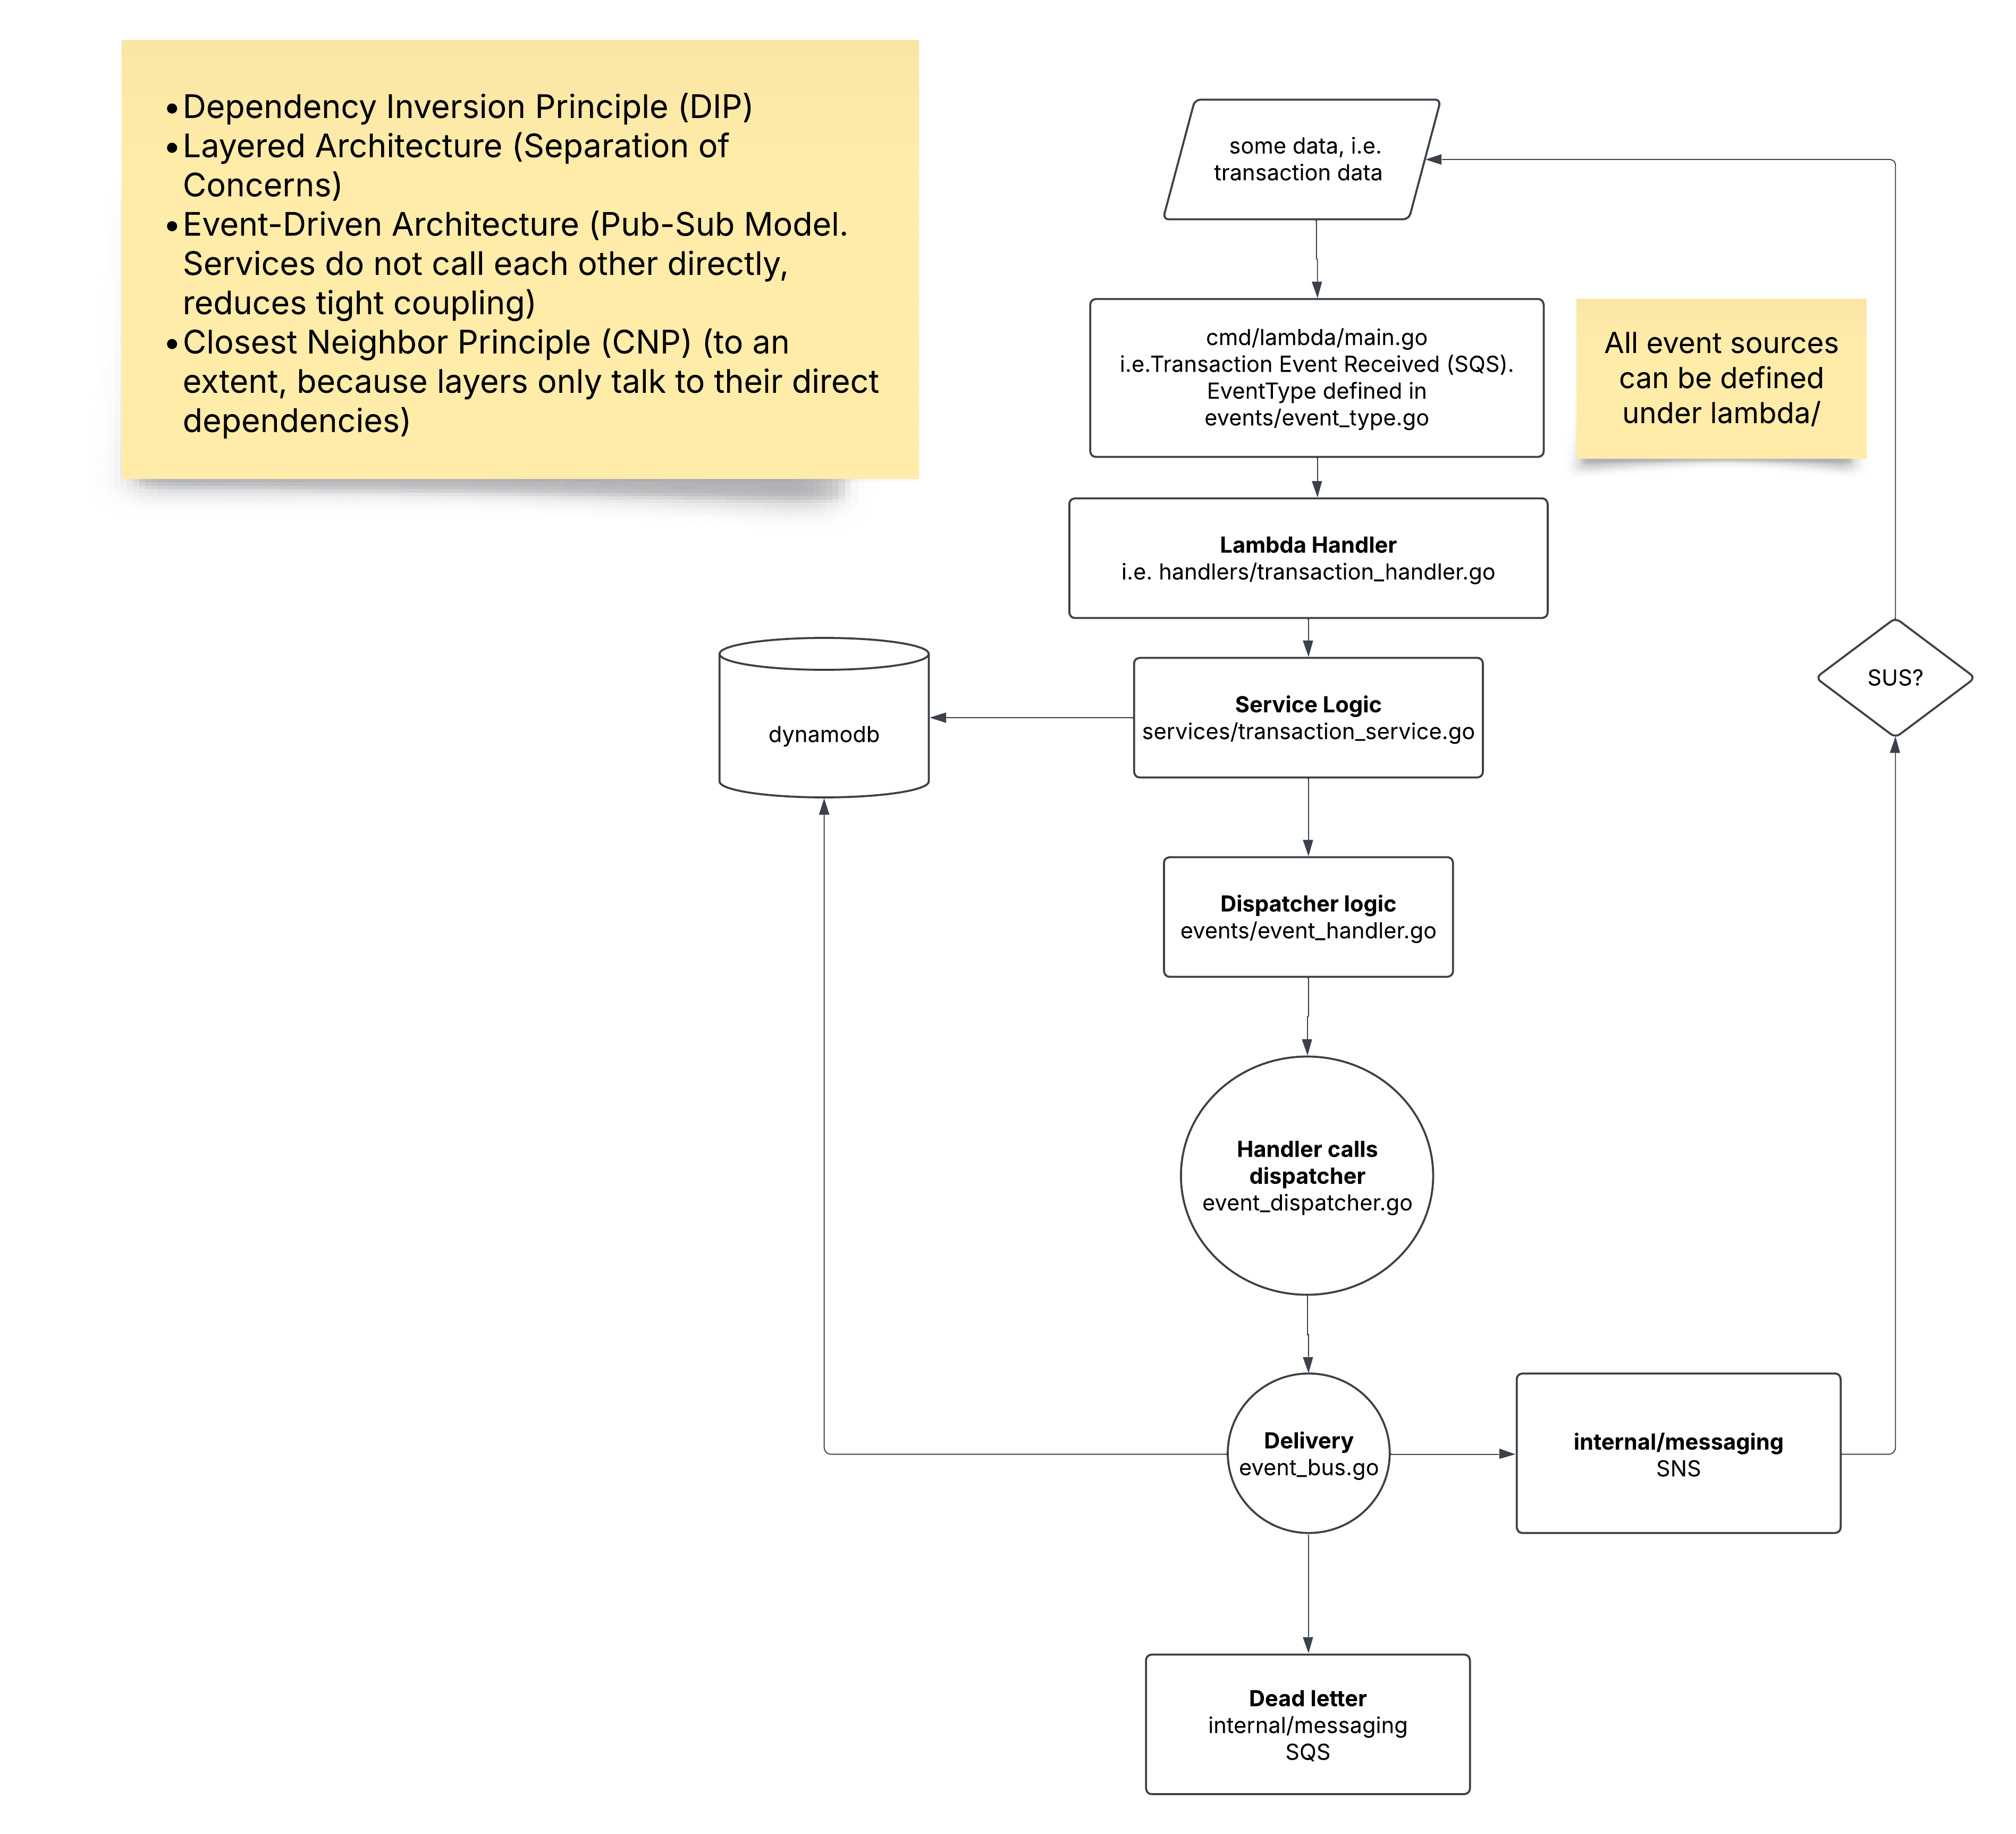 •Dependency Inversion Principle (DIP)
•Layered Architecture (Separation of
Concerns)
•Event-Driven Architecture (Pub-Sub Model.
Services do not call each other directly,
reduces tight coupling)
•Closest Neighbor Principle (CNP) (to an
extent, because layers only talk to their direct
dependencies)
some data, i.e.
transaction data
cmd/lambda/main.go
i.e.Transaction Event Received (SQS).
EventType defined in
events/event_type.go
All event sources
can be defined
under lambda/
Lambda Handler
i.e. handlers/transaction_handler.go
dynamodb
Service Logic
services/transaction_service.go
SUS?
Dispatcher logic
events/event_handler.go
Handler calls
dispatcher
event_dispatcher.go
Delivery
event_bus.go
internal/messaging
SNS
Dead letter
internal/messaging
SQS